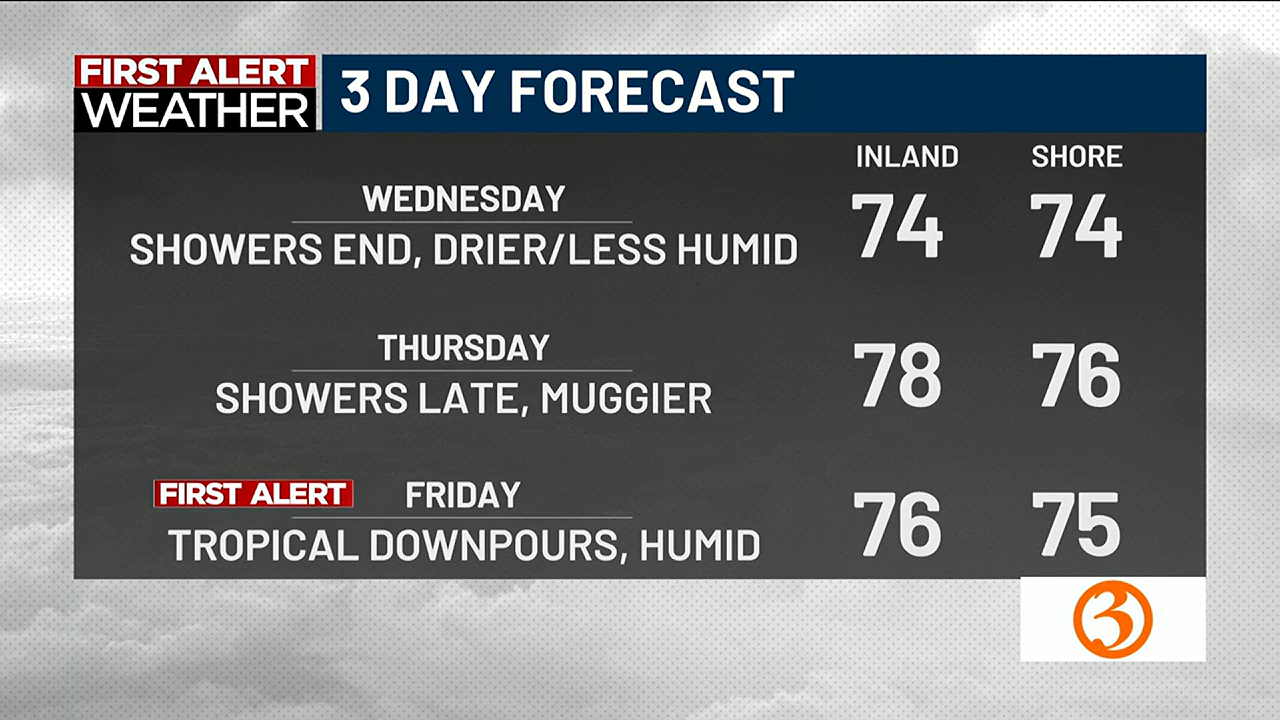 FIRST ALERT
WEATHER
3 DAY FORECAST
INLAND SHORE
WEDNESDAY
SHOWERS END, DRIER/LESS HUMID
74 74
THURSDAY
SHOWERS LATE, MUGGIER
78 76
FIRST ALERT FRIDAY
TROPICAL DOWNPOURS, HUMID
76 75
3